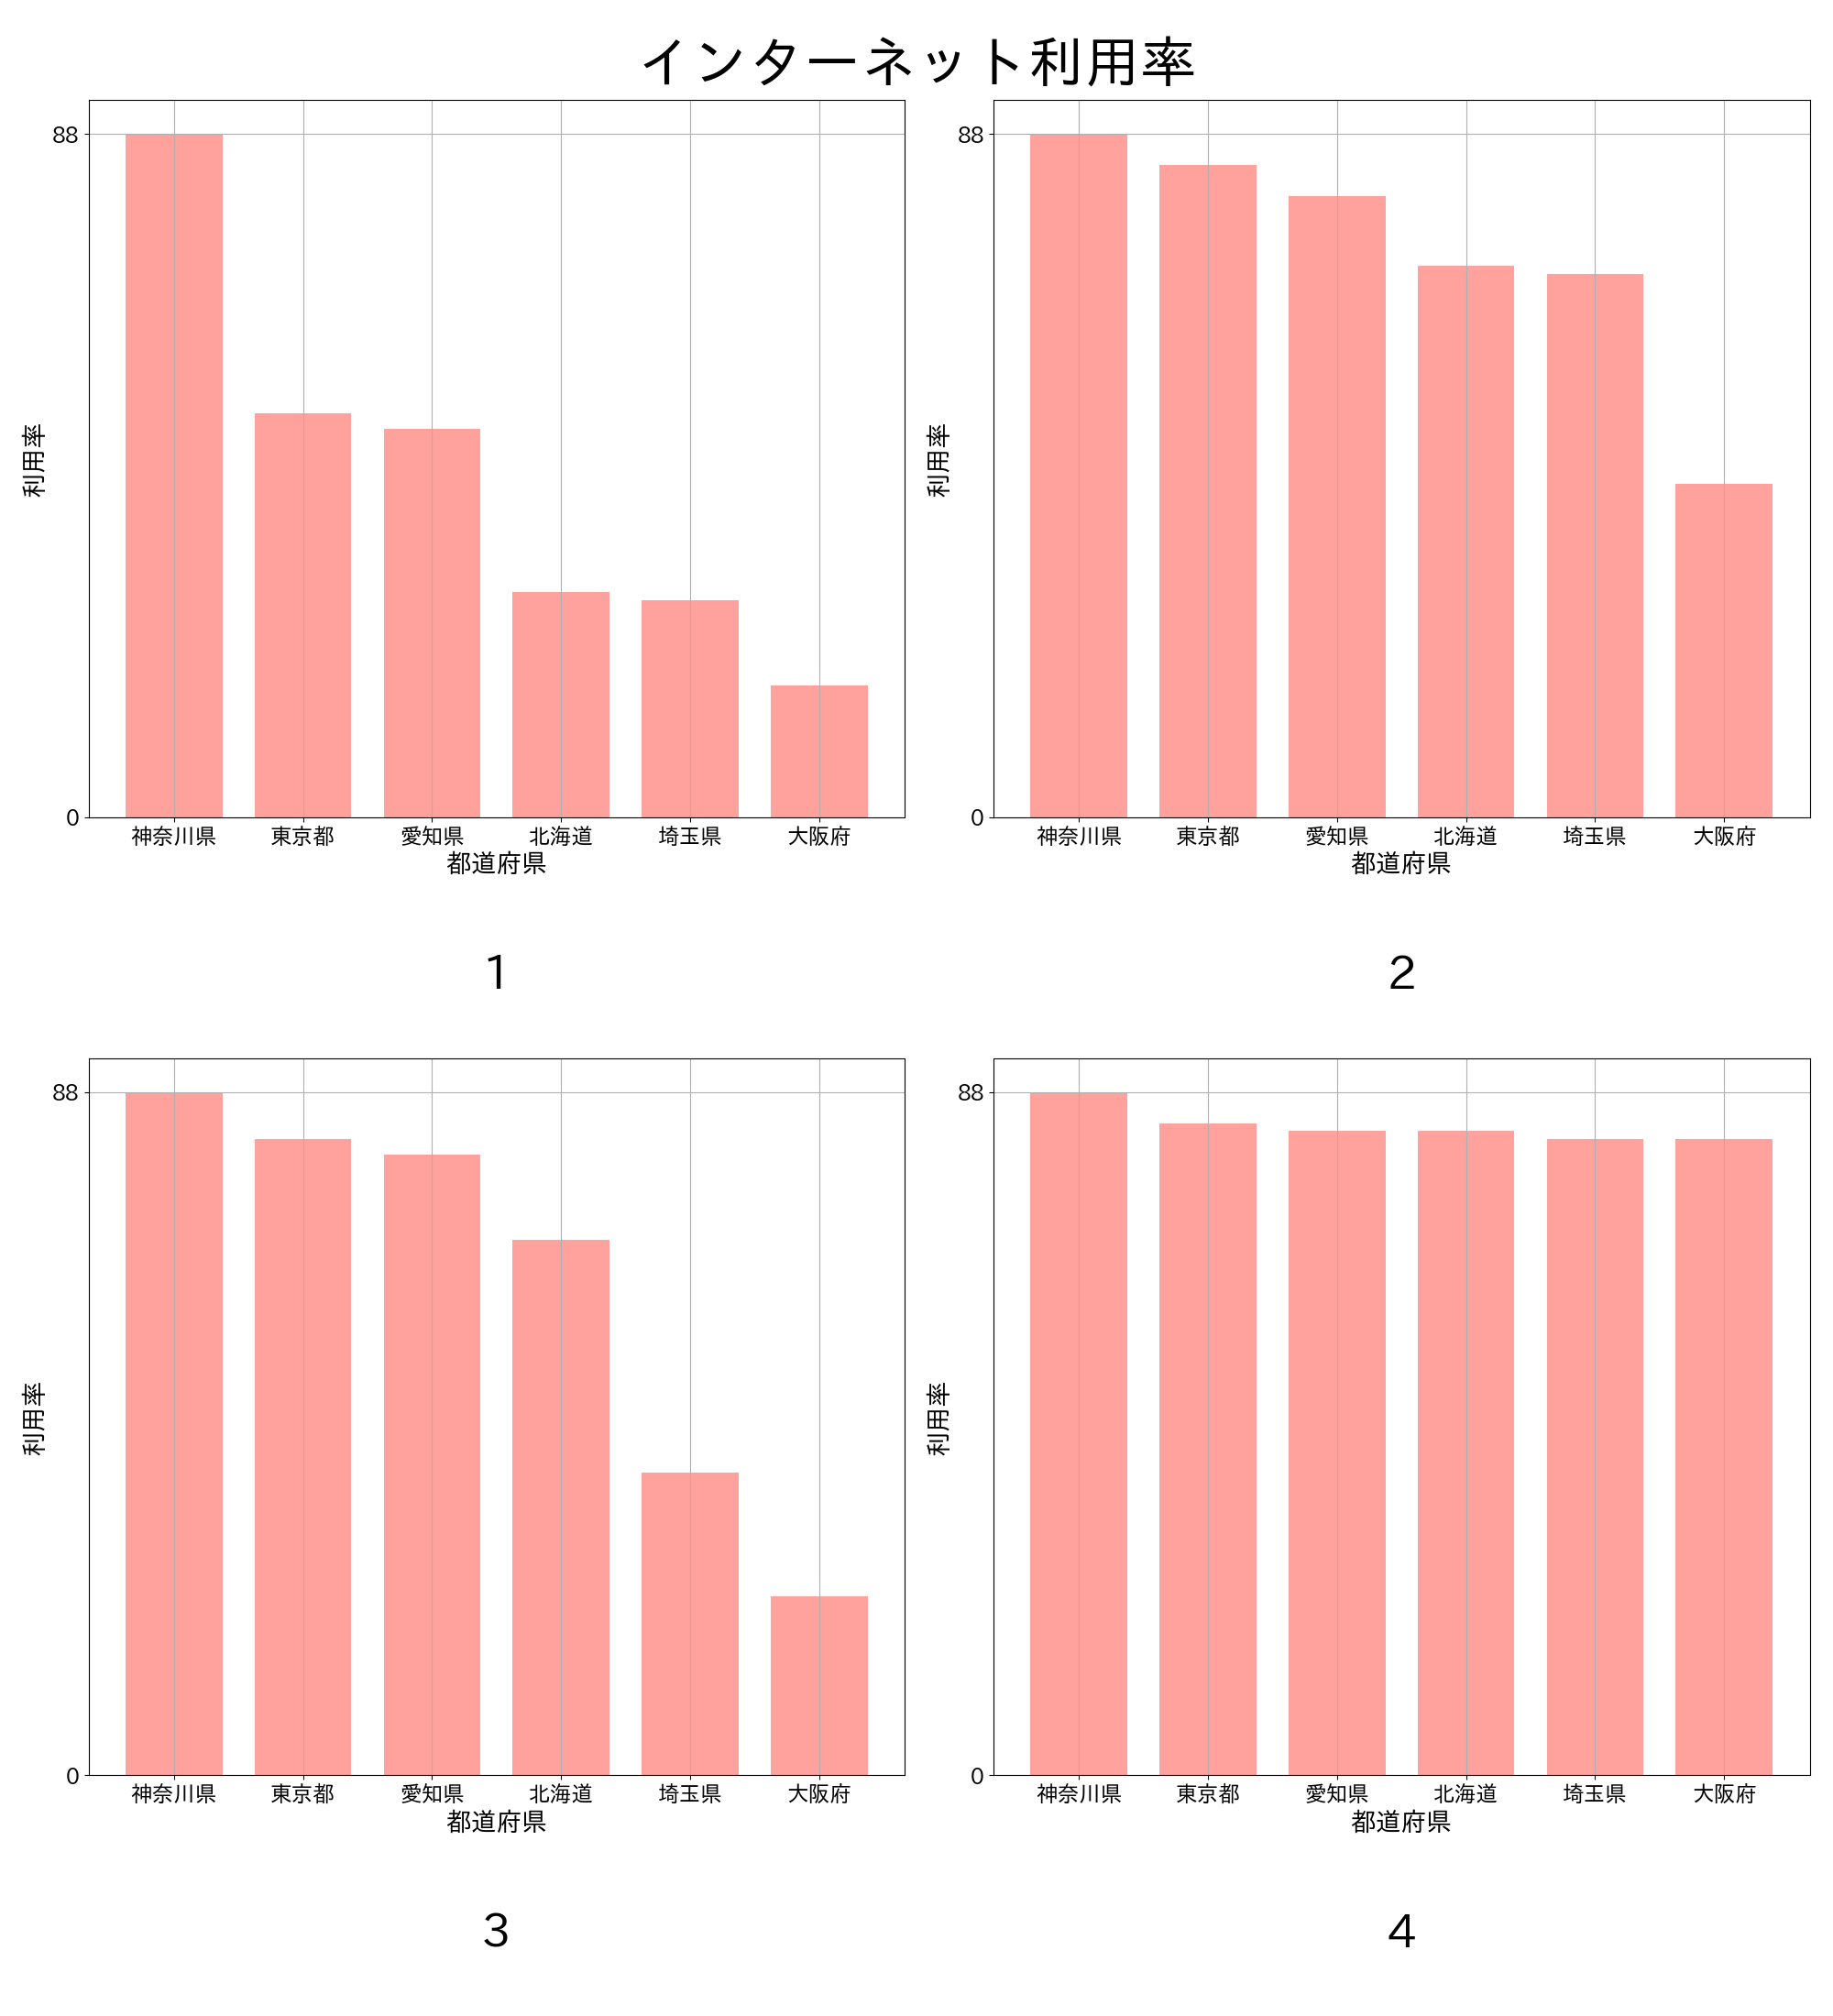 インターネット利用率
88
0
利用率
神奈川県 東京都 愛知県 北海道 埼玉県 大阪府
都道府県
1
88
0
利用率
神奈川県 東京都 愛知県 北海道 埼玉県 大阪府
都道府県
2
88
0
利用率
神奈川県 東京都 愛知県 北海道 埼玉県 大阪府
都道府県
3
88
0
利用率
神奈川県 東京都 愛知県 北海道 埼玉県 大阪府
都道府県
4